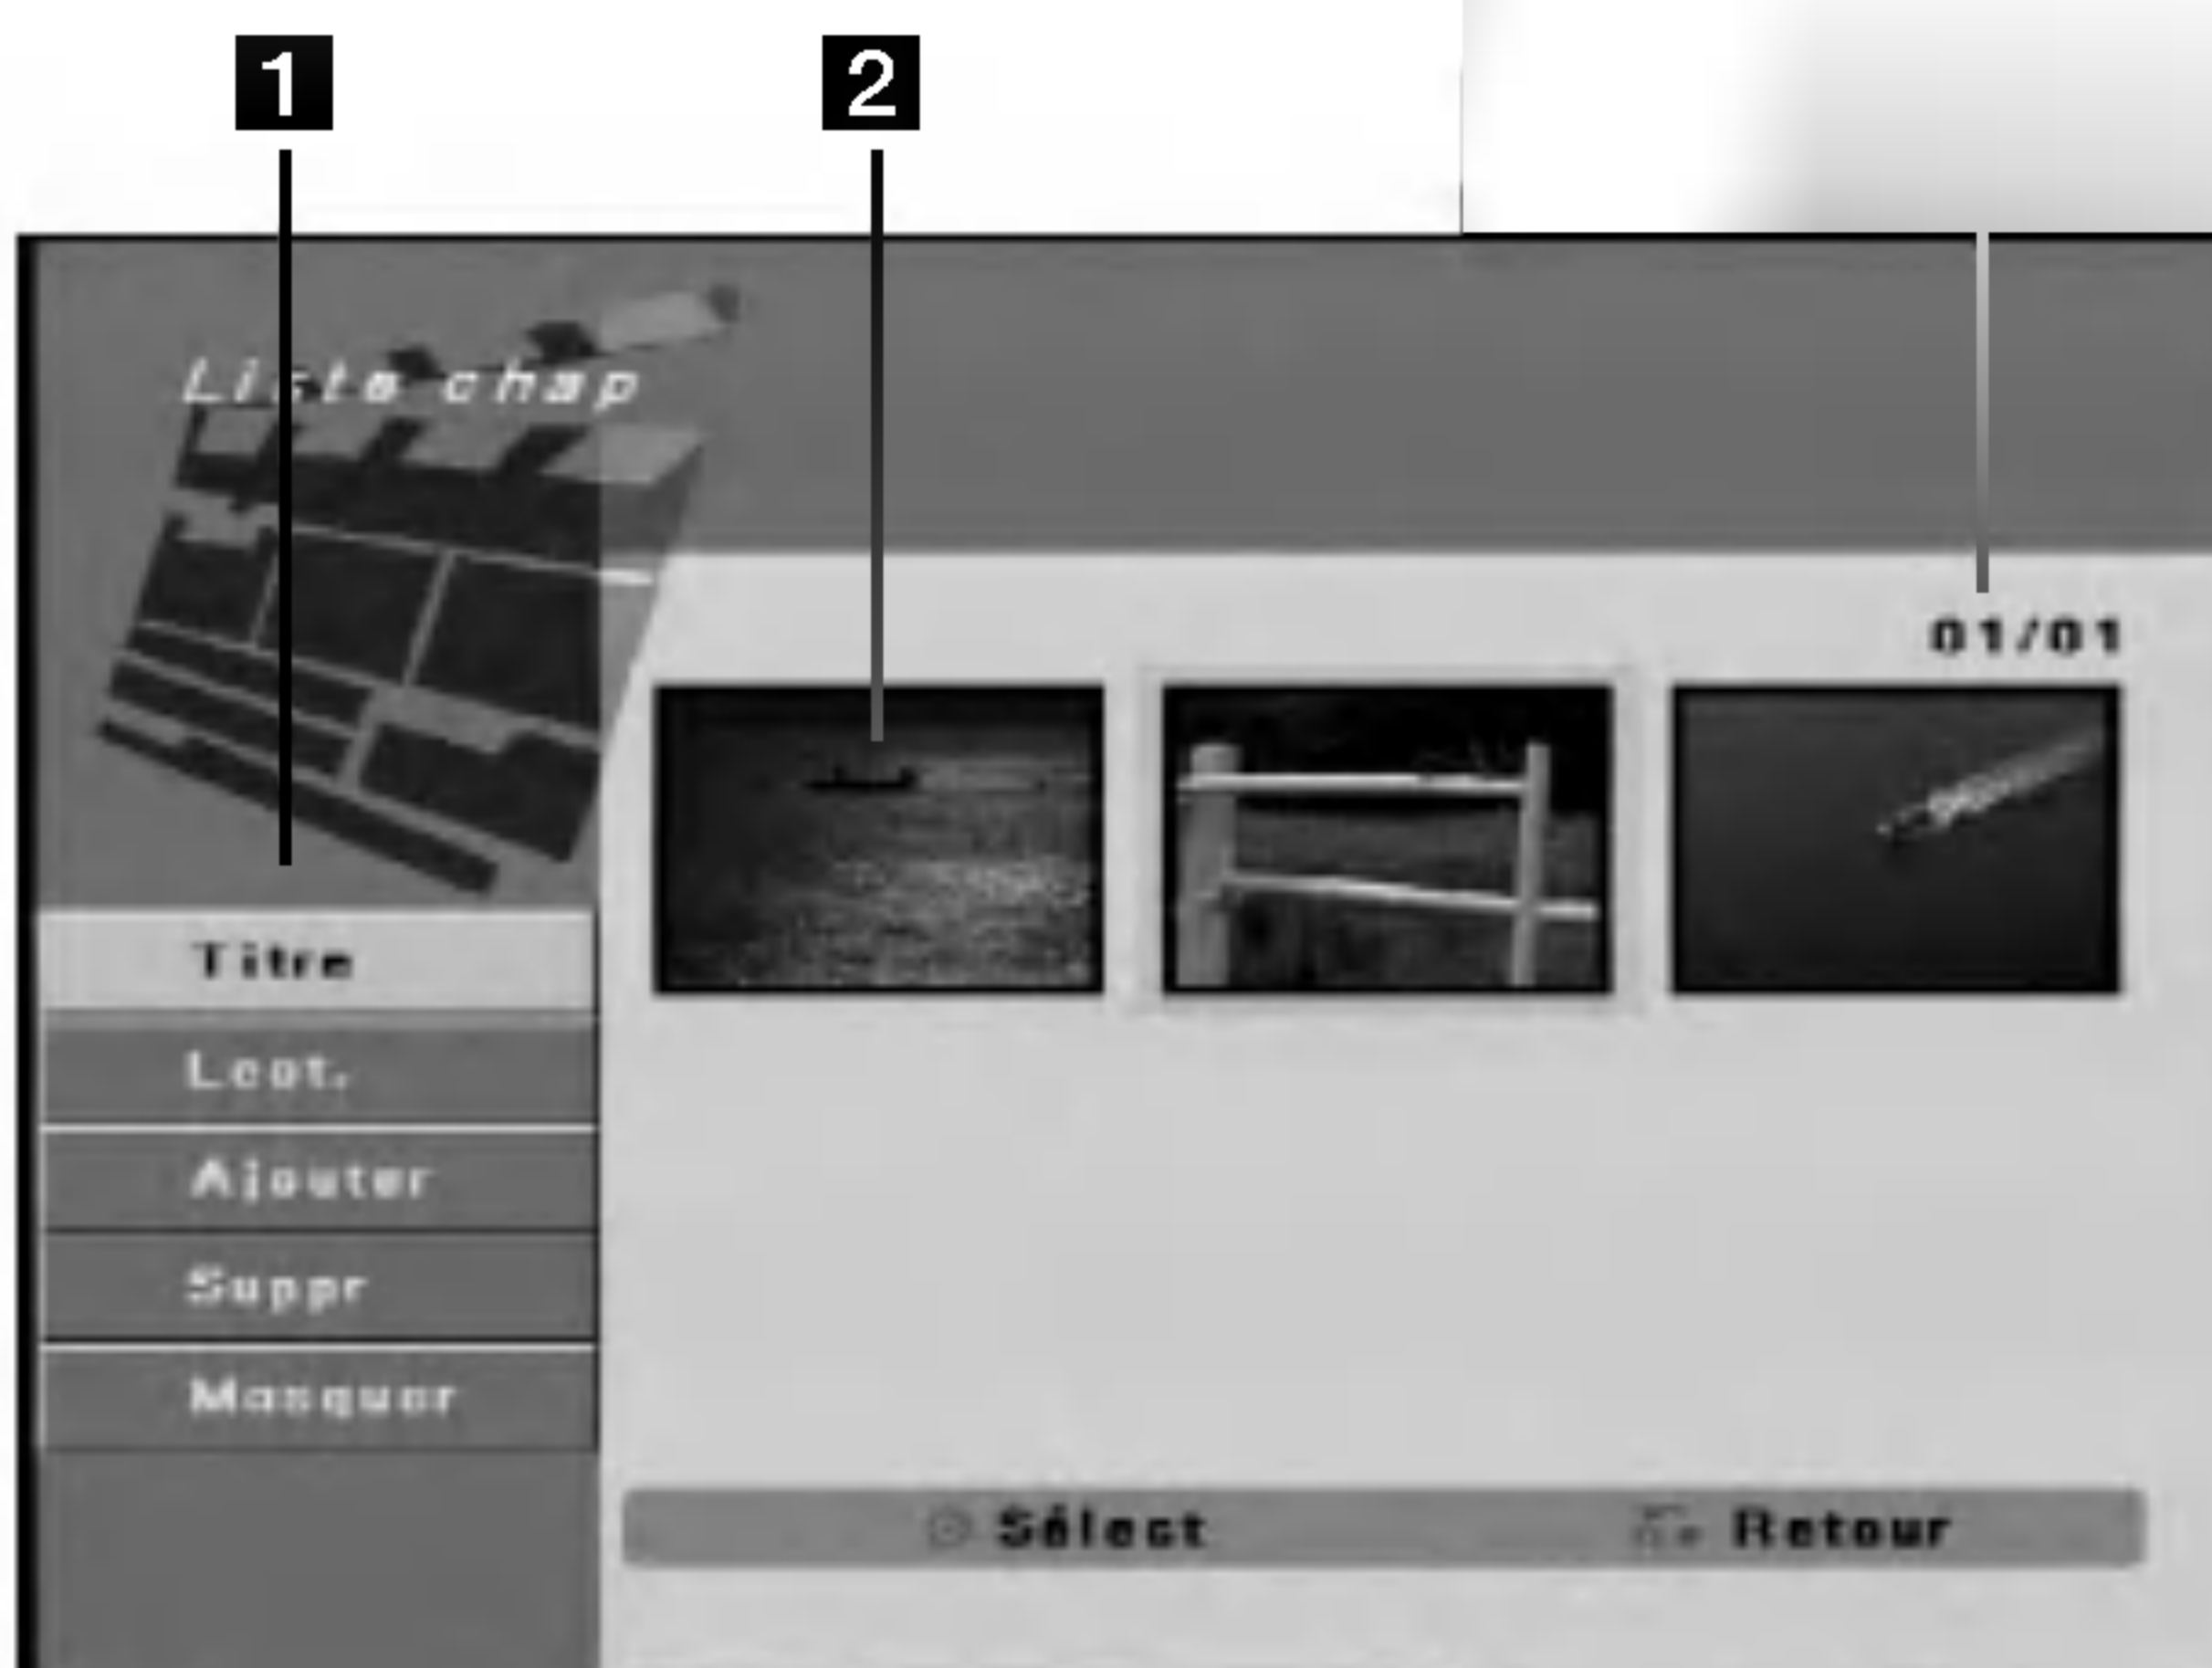 1 2
Liste chap
01/01
Titre
Lect.
Ajouter
Suppr
Masquer
Sélect Retour